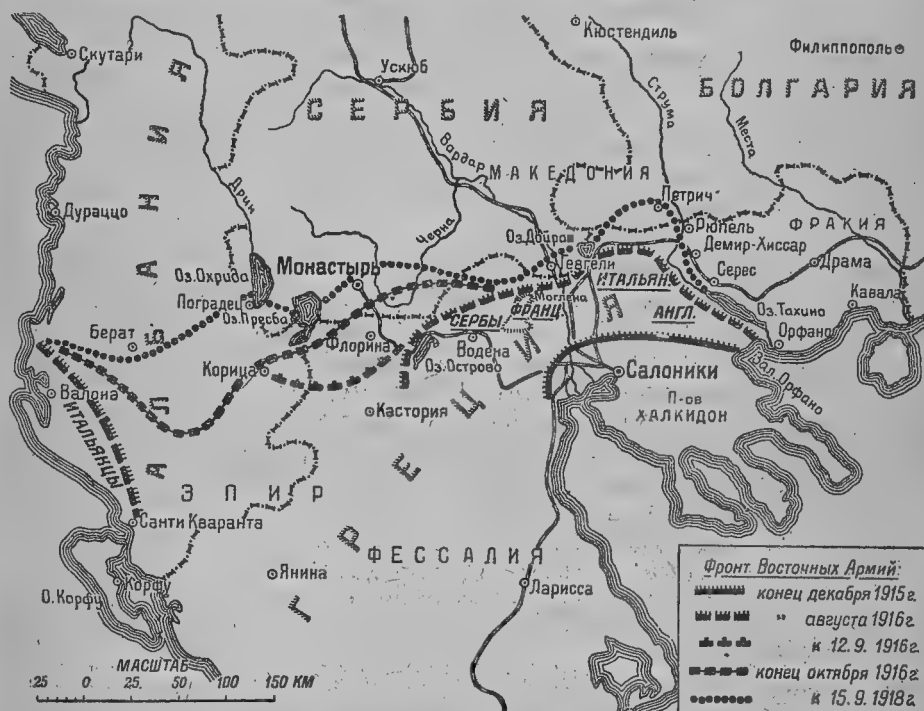 Скутари
Кюстендиль
Филиппополь
Ускюб
СЕРБИЯ
БОЛГАРИЯ
Струма
Места
Вардар
МАКЕДОНИЯ
Дрин
Петрич
Дураццо
Черна
Рюпель
ФРАКИЯ
Оз. Дойран
Демир-Хиссар
Оз. Охрида
Монастырь
Гевгели
Серес
Драма
ИТАЛЬЯН.
Поградец
Оз. Пресба
Моглена
ФРАНЦ.
СЕРБЫ
АНГЛ.
Оз. Тахино
Кавала
Берат
Флорина
Водена
Орфано
Оз. Острово
Корица
Салоники
Зал. Орфано
Валона
Кастория
П-ов
ХАЛКИДОН
ИТАЛЬЯНЦЫ
АЛБАНИЯ
ГРЕЦИЯ
ЭПИР
Санти Кваранта
ФЕССАЛИЯ
Корфу
О. Корфу
Янина
Ларисса
Фронт Восточных Армий:
конец декабря 1915 г.
" августа 1916 г.
к 12.9.1916 г.
конец октября 1916 г.
к 15.9.1918 г.
МАСШТАБ
25 0 25 50 100 150 КМ